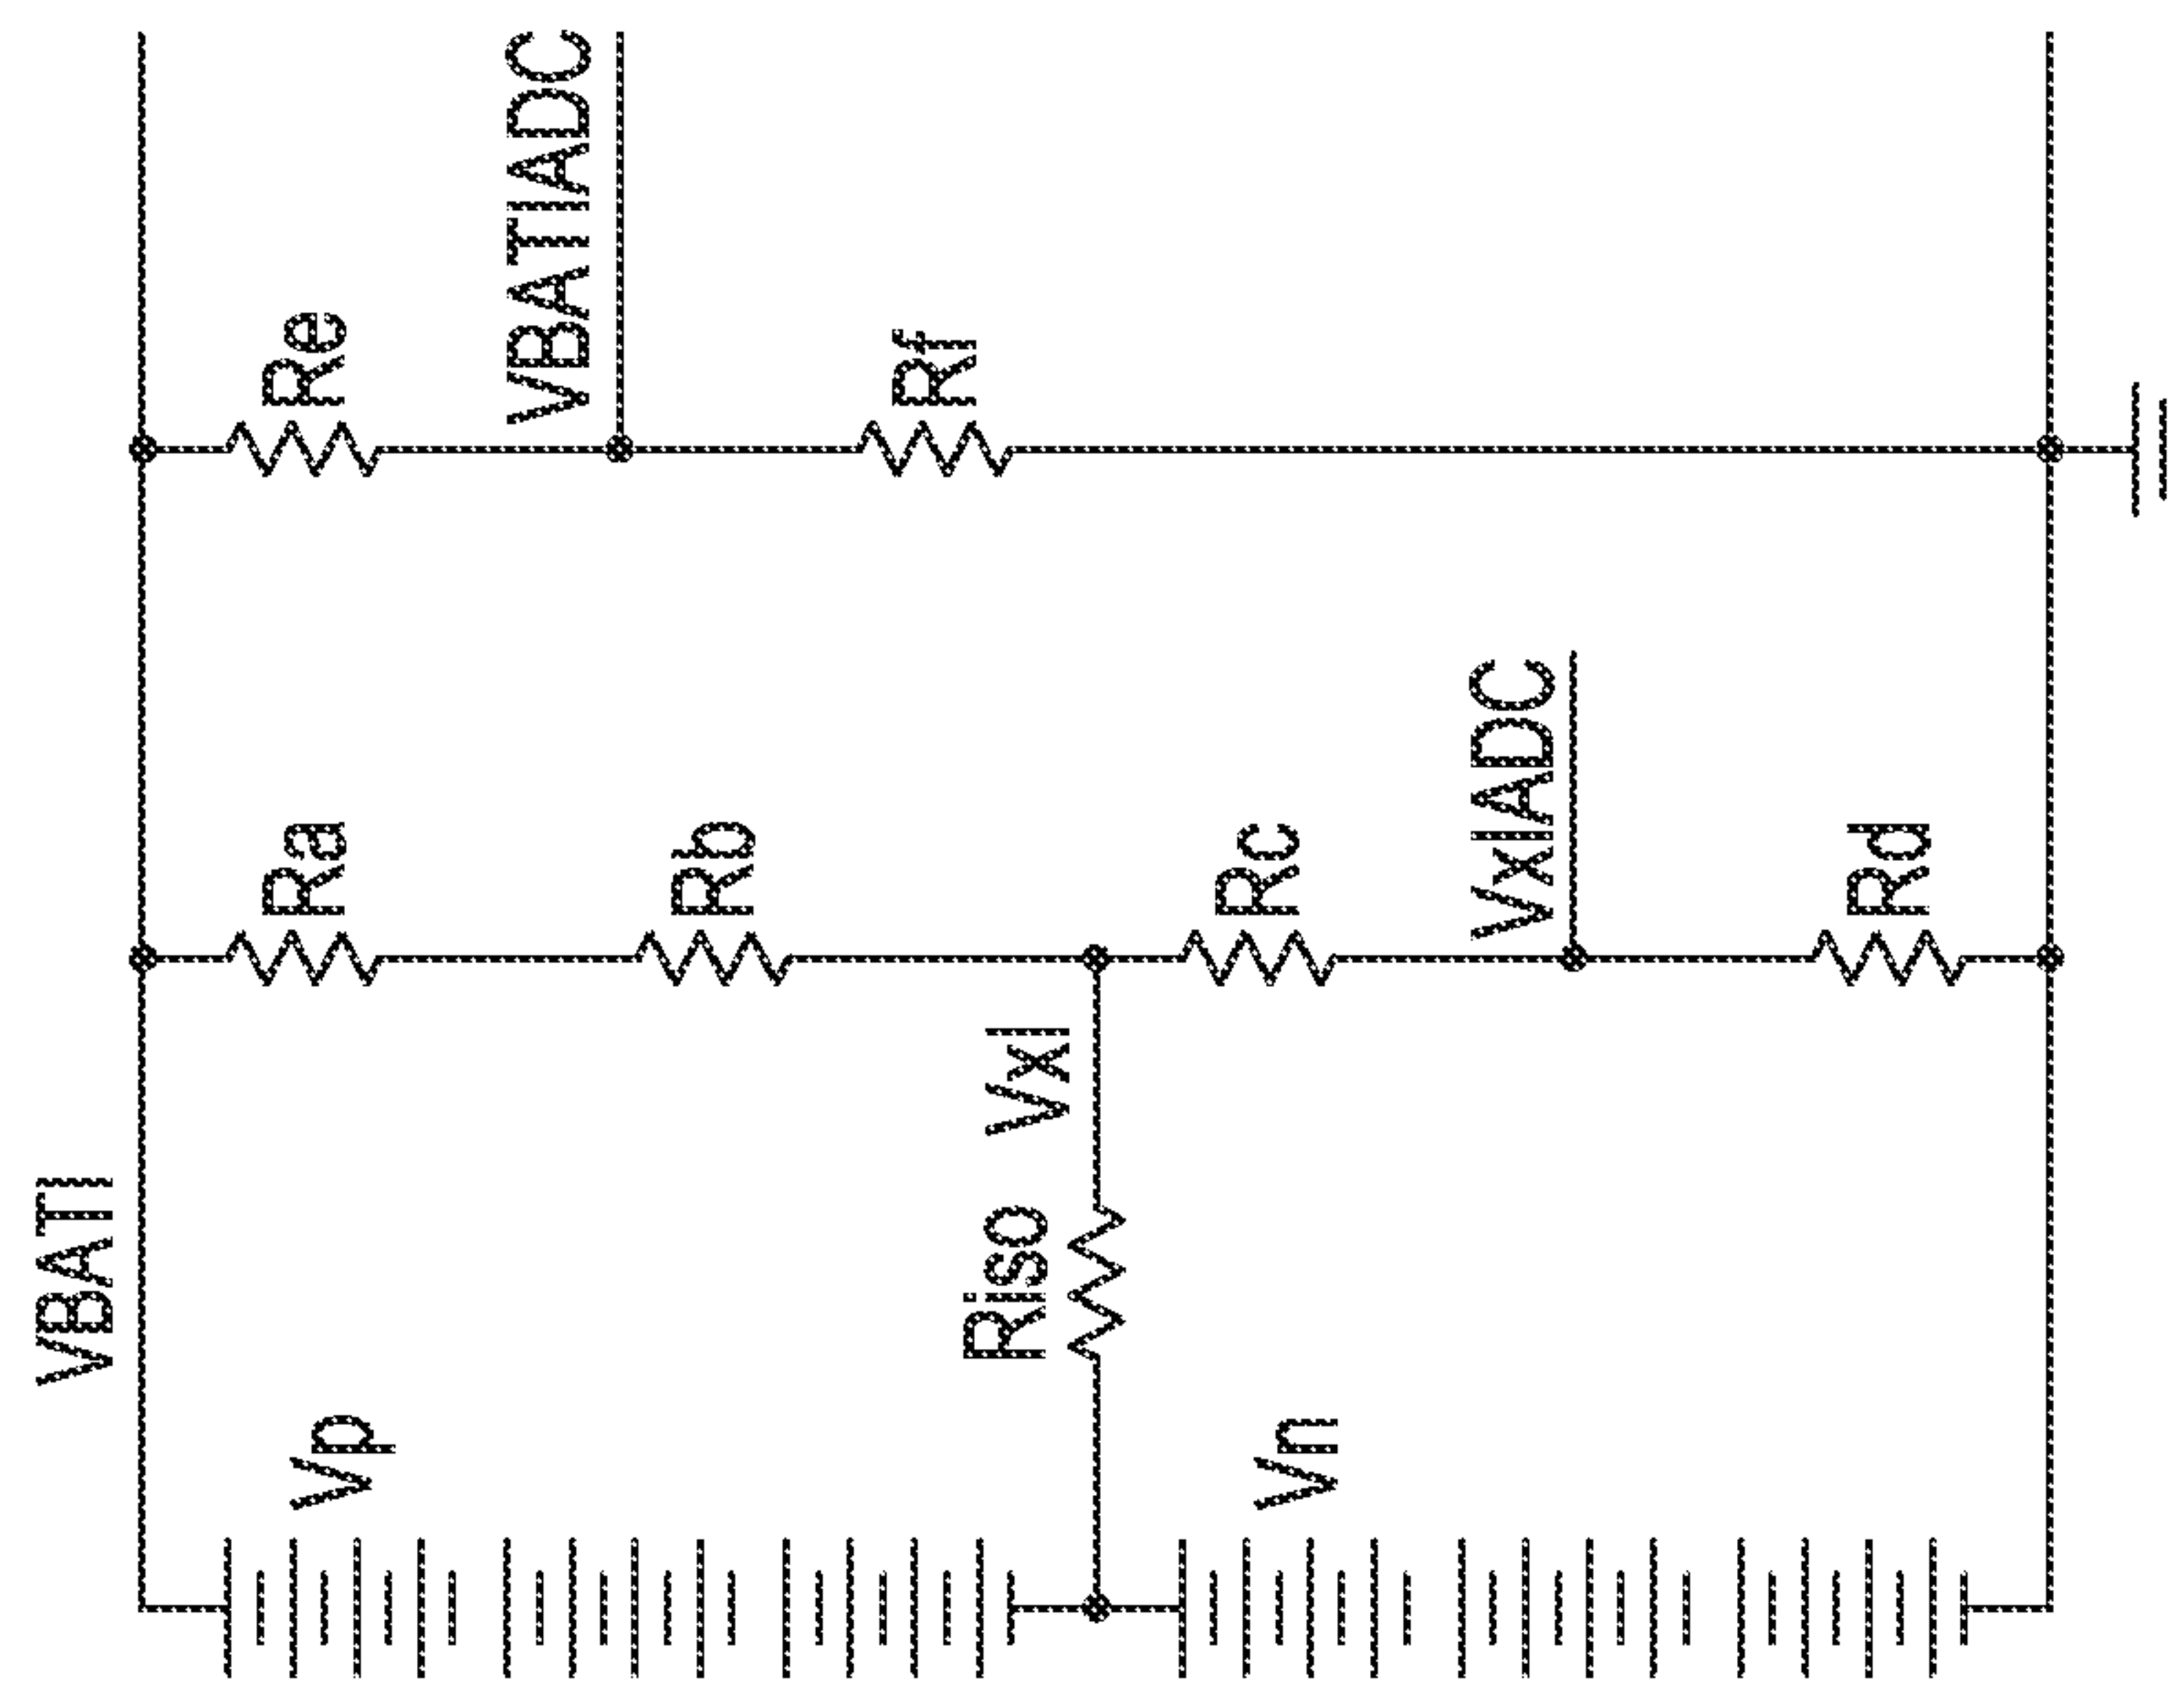 VBATI
Vp
Vn
Riso
VxI
Ra
Rb
Rc
VxIADC
Rd
Re
VBATIADC
Rf